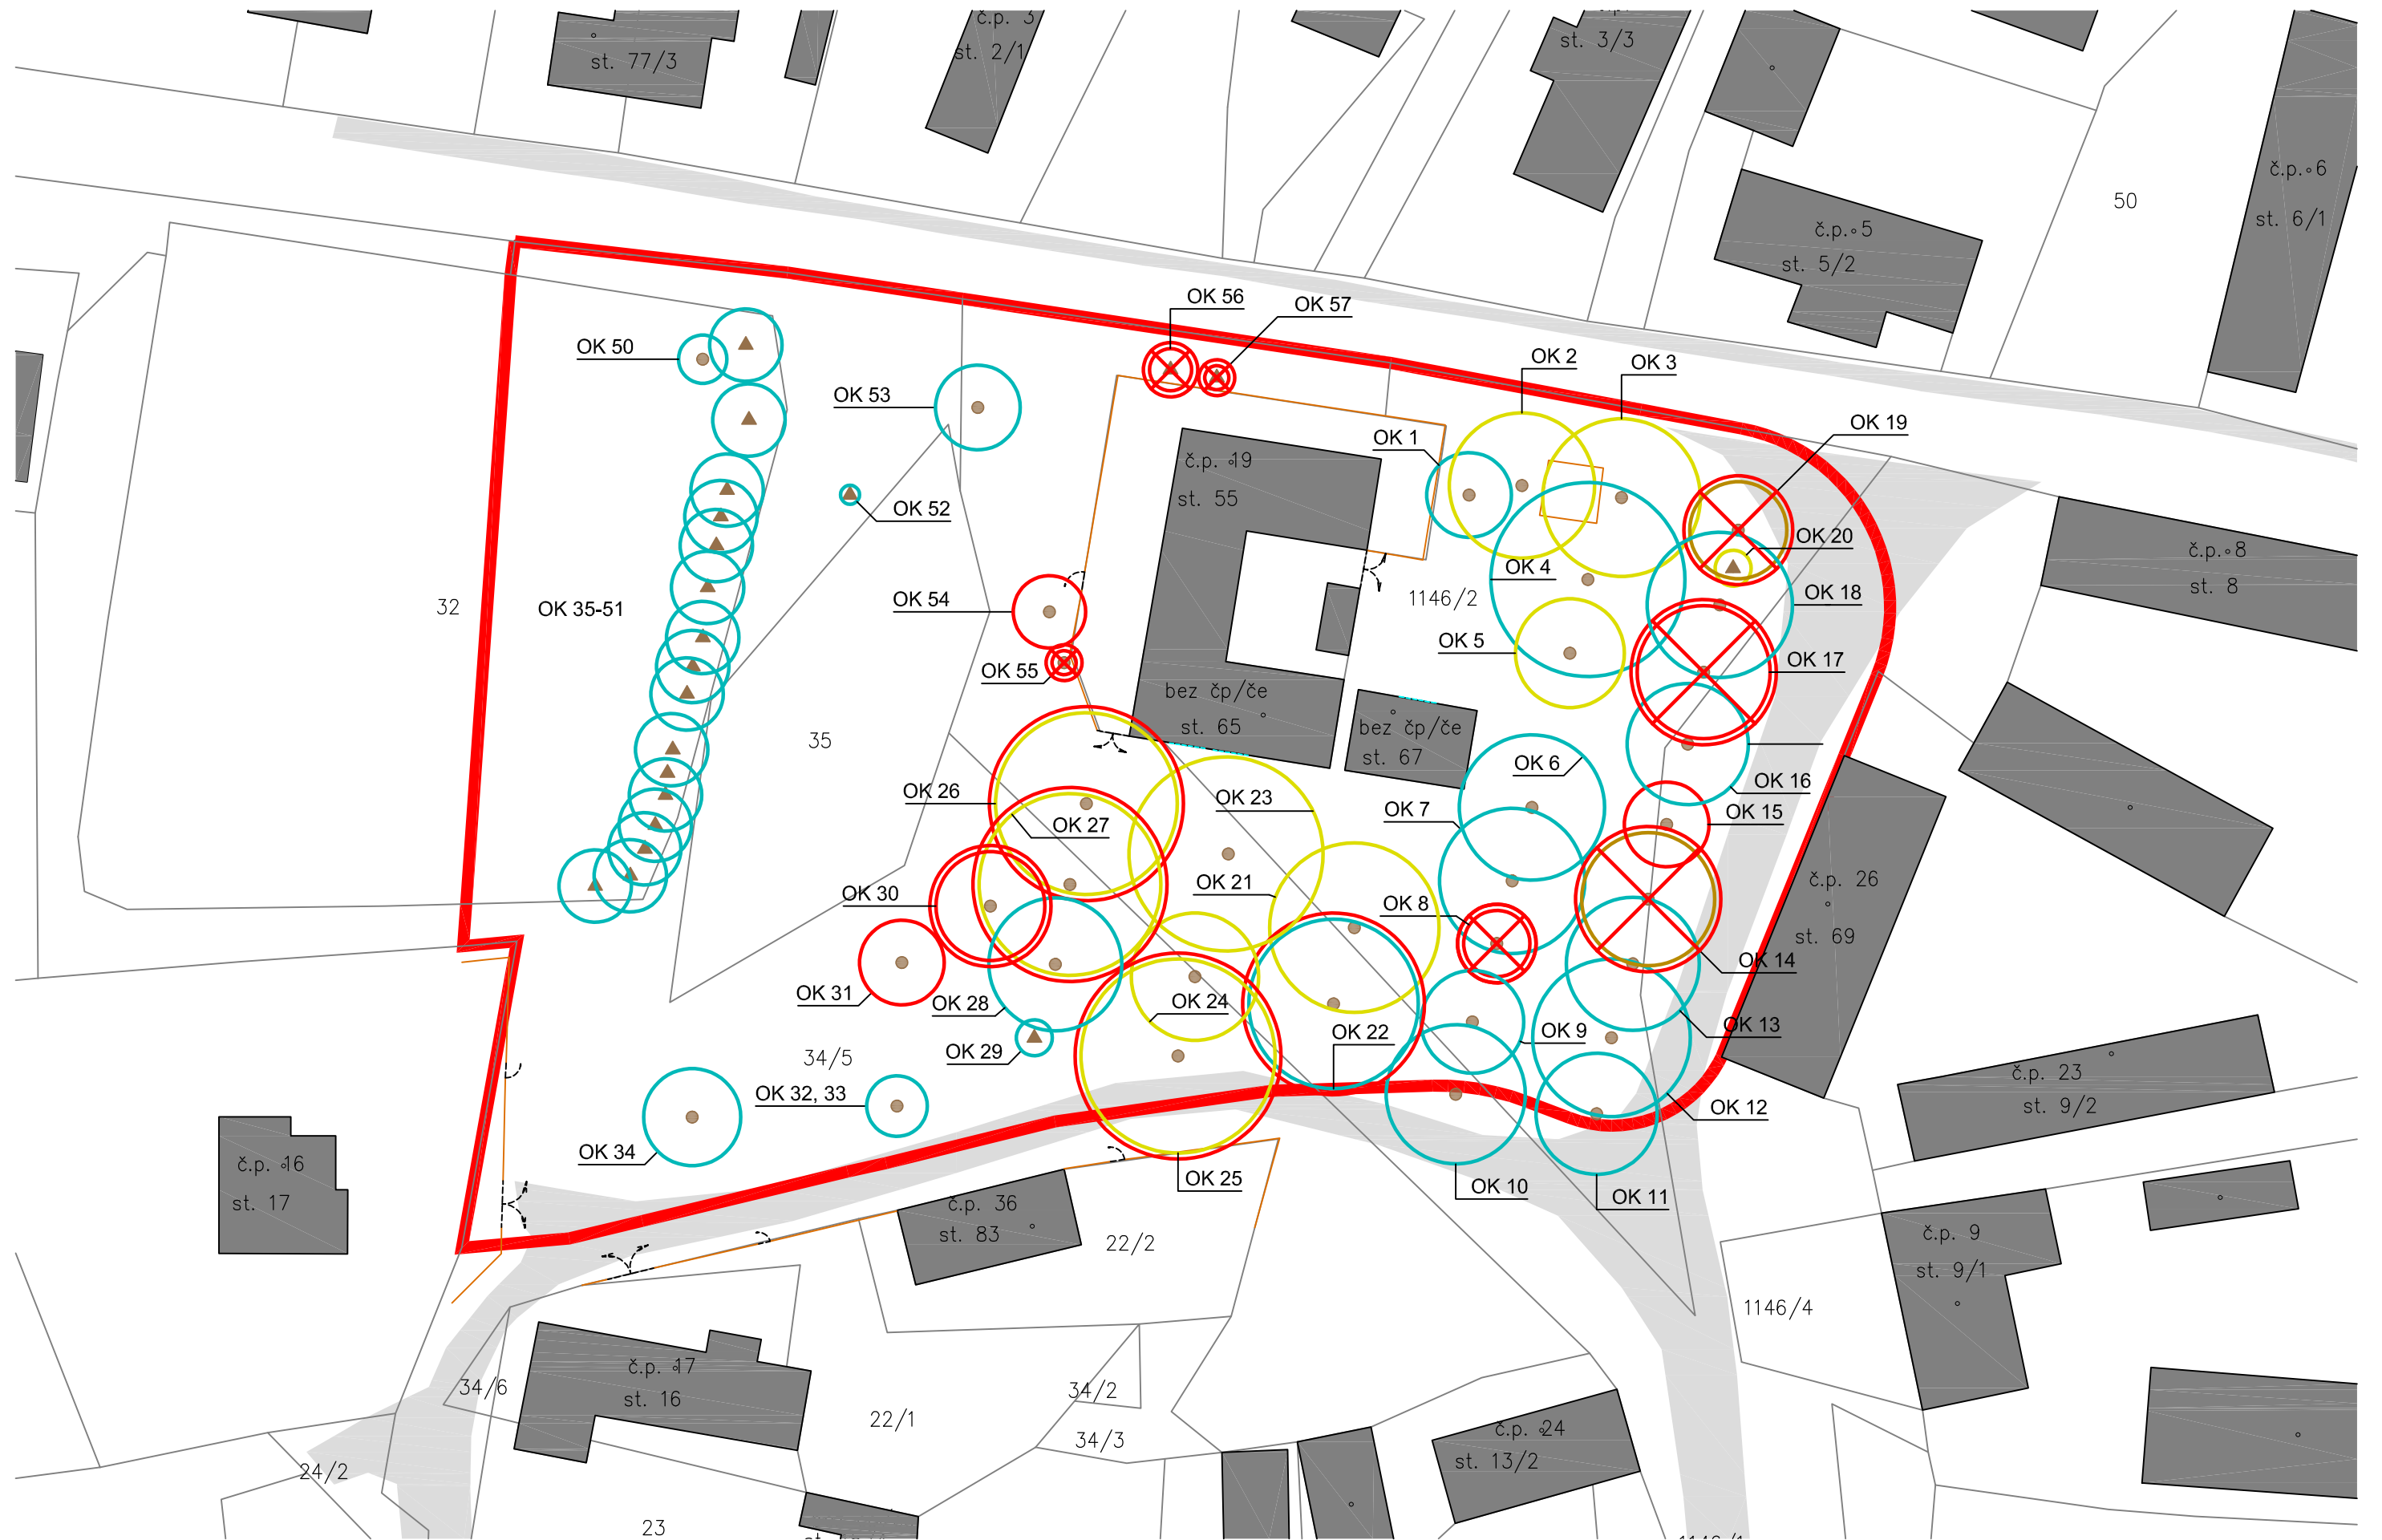 č.p. 3
st. 2/1
st. 77/3
st. 3/3
50
č.p. 6
st. 6/1
č.p. 5
st. 5/2
OK 56
OK 57
OK 50
OK 53
OK 2
OK 3
OK 1
OK 19
č.p. 19
st. 55
OK 52
OK 20
č.p. 8
st. 8
OK 4
32
OK 35-51
OK 54
1146/2
OK 18
OK 5
OK 55
OK 17
bez čp/če
st. 65
bez čp/če
st. 67
35
OK 6
OK 26
OK 23
OK 16
OK 27
OK 7
OK 15
OK 30
OK 21
OK 8
č.p. 26
st. 69
OK 14
OK 31
OK 28
OK 24
OK 22
OK 9
OK 13
34/5
OK 29
OK 32, 33
OK 12
č.p. 23
st. 9/2
OK 34
č.p. 16
st. 17
OK 25
OK 10
OK 11
č.p. 36
st. 83
22/2
č.p. 9
st. 9/1
1146/4
č.p. 17
st. 16
34/6
34/2
22/1
34/3
č.p. 24
st. 13/2
24/2
23